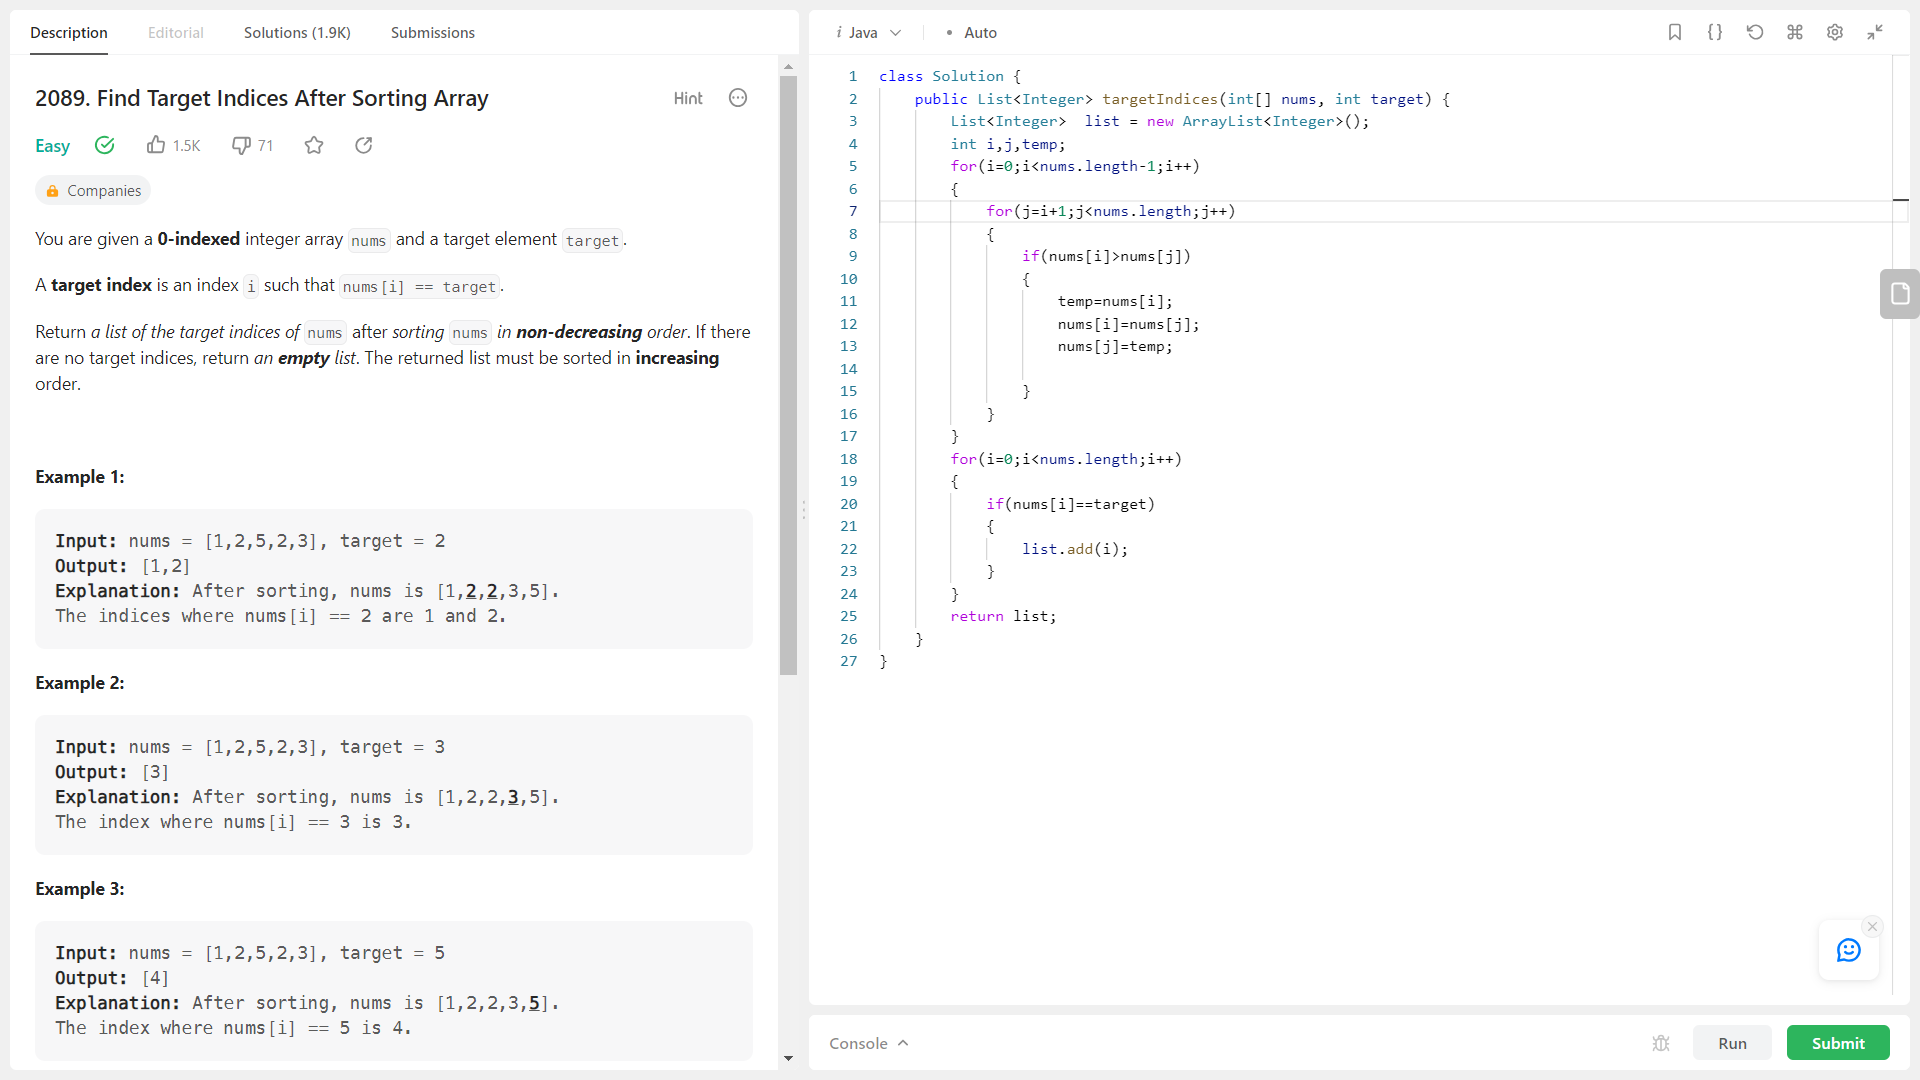 Description
Editorial
Solutions (1.9K)
Submissions
2089. Find Target Indices After Sorting Array
Hint
Easy
1.5K
71
Companies
You are given a 0-indexed integer array nums and a target element target.
A target index is an index i such that nums[i] == target.
Return a list of the target indices of nums after sorting nums in non-decreasing order. If there
are no target indices, return an empty list. The returned list must be sorted in increasing
order.
Example 1:
Input: nums = [1,2,5,2,3], target = 2
Output: [1,2]
Explanation: After sorting, nums is [1,2,2,3,5].
The indices where nums[i] == 2 are 1 and 2.
Example 2:
Input: nums = [1,2,5,2,3], target = 3
Output: [3]
Explanation: After sorting, nums is [1,2,2,3,5].
The index where nums[i] == 3 is 3.
Example 3:
Input: nums = [1,2,5,2,3], target = 5
Output: [4]
Explanation: After sorting, nums is [1,2,2,3,5].
The index where nums[i] == 5 is 4.
i Java
• Auto
1 class Solution {
2 public List<Integer> targetIndices(int[] nums, int target) {
3 List<Integer>  list = new ArrayList<Integer>();
4 int i,j,temp;
5 for(i=0;i<nums.length-1;i++)
6 {
7 for(j=i+1;j<nums.length;j++)
8 {
9 if(nums[i]>nums[j])
10 {
11 temp=nums[i];
12 nums[i]=nums[j];
13 nums[j]=temp;
14
15 }
16 }
17 }
18 for(i=0;i<nums.length;i++)
19 {
20 if(nums[i]==target)
21 {
22 list.add(i);
23 }
24 }
25 return list;
26 }
27 }
Console
Run
Submit